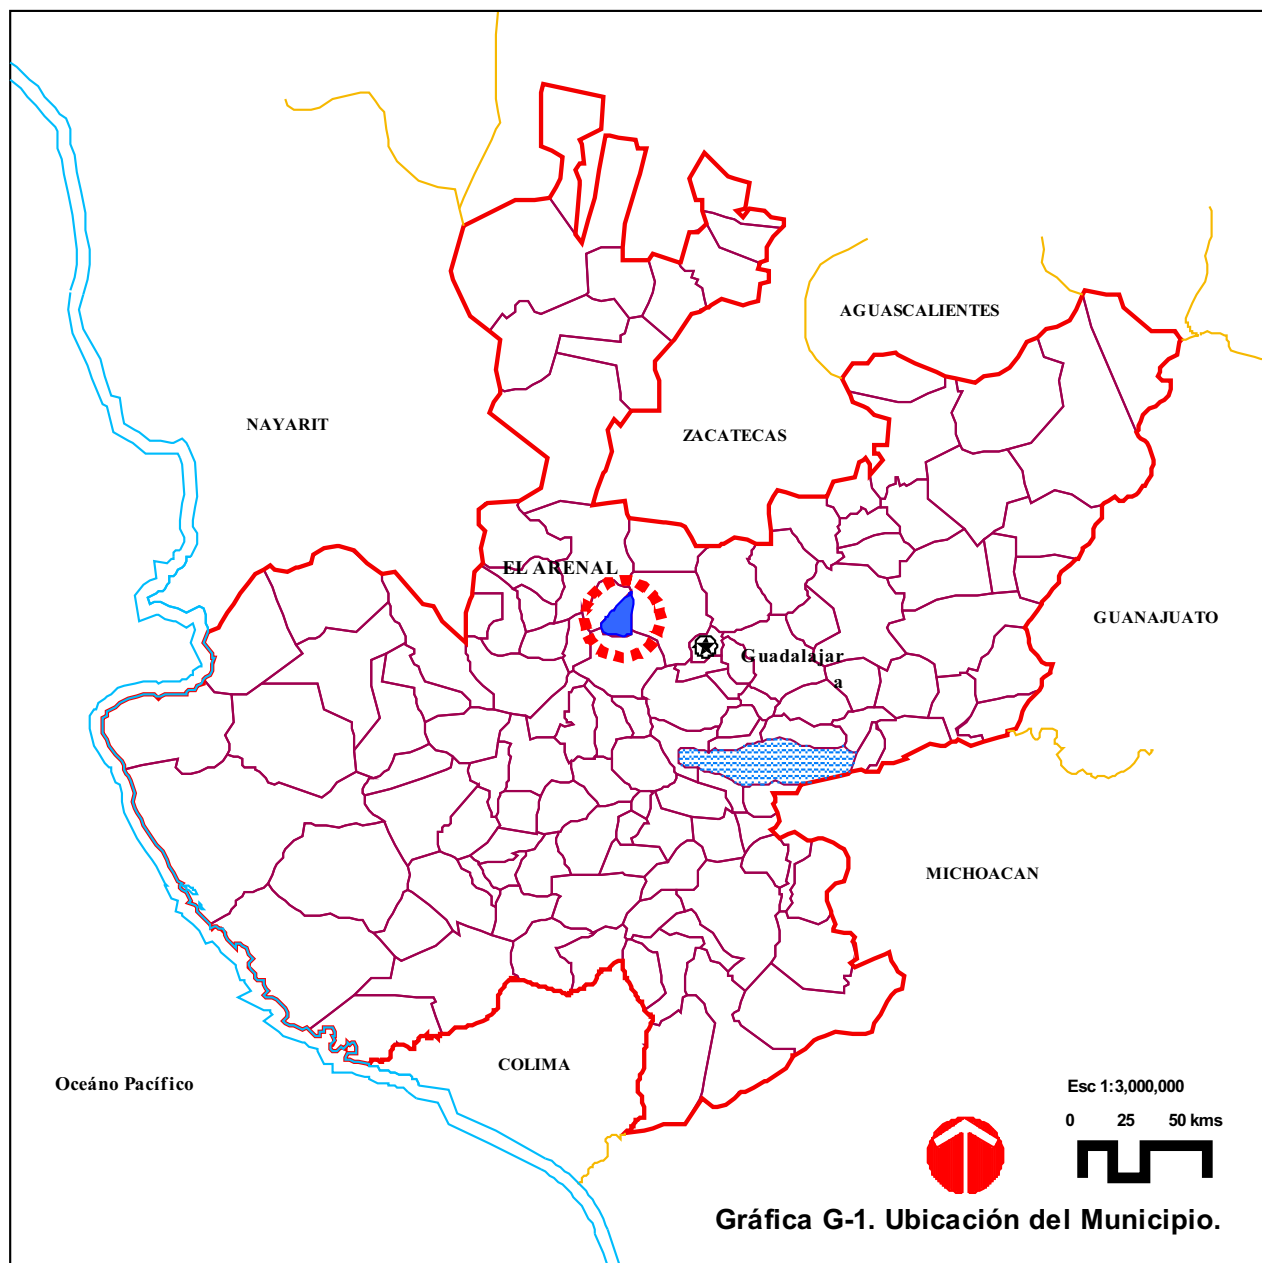 AGUASCALIENTES
NAYARIT
ZACATECAS
EL ARENAL
GUANAJUATO
Guadalajar
a
MICHOACAN
COLIMA
Oceáno Pacífico
Esc 1:3,000,000
0 25 50 kms
Gráfica G-1. Ubicación del Municipio.